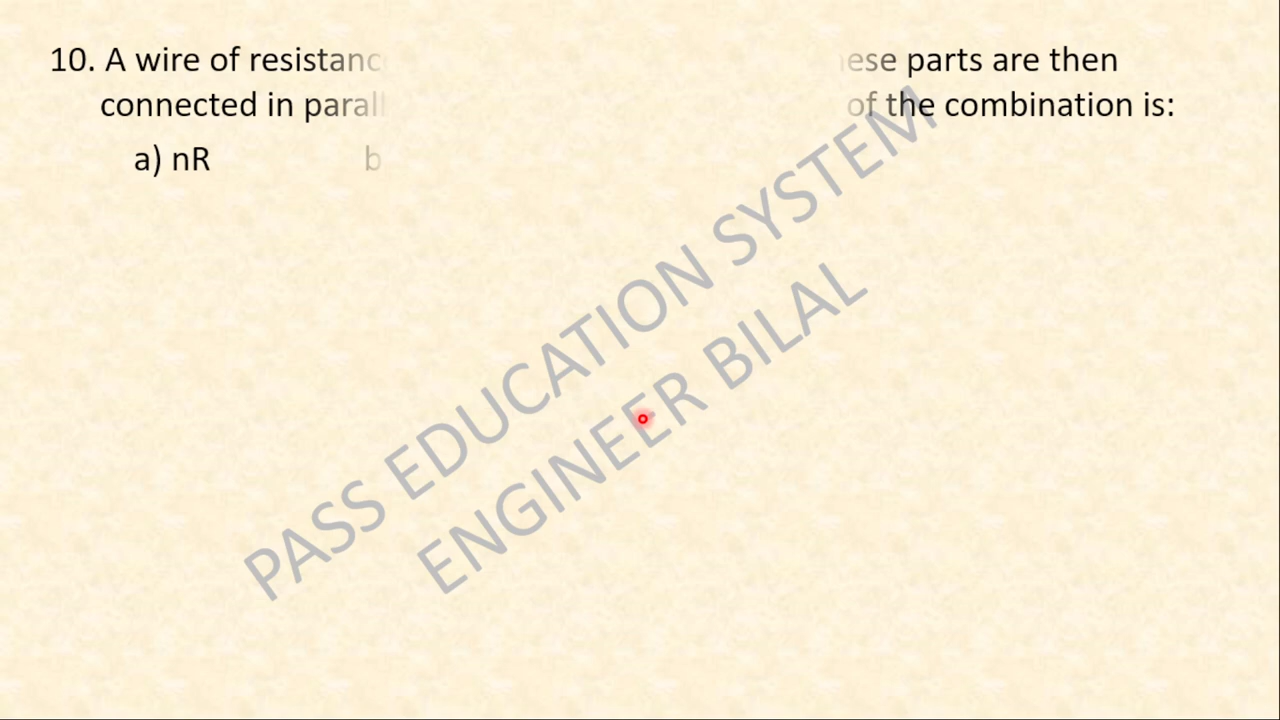 10. A wire of resistanc
ese parts are then
connected in parall
of the combination is:
a) nR
b
PASS EDUCATION SYSTEM
ENGINEER BILAL